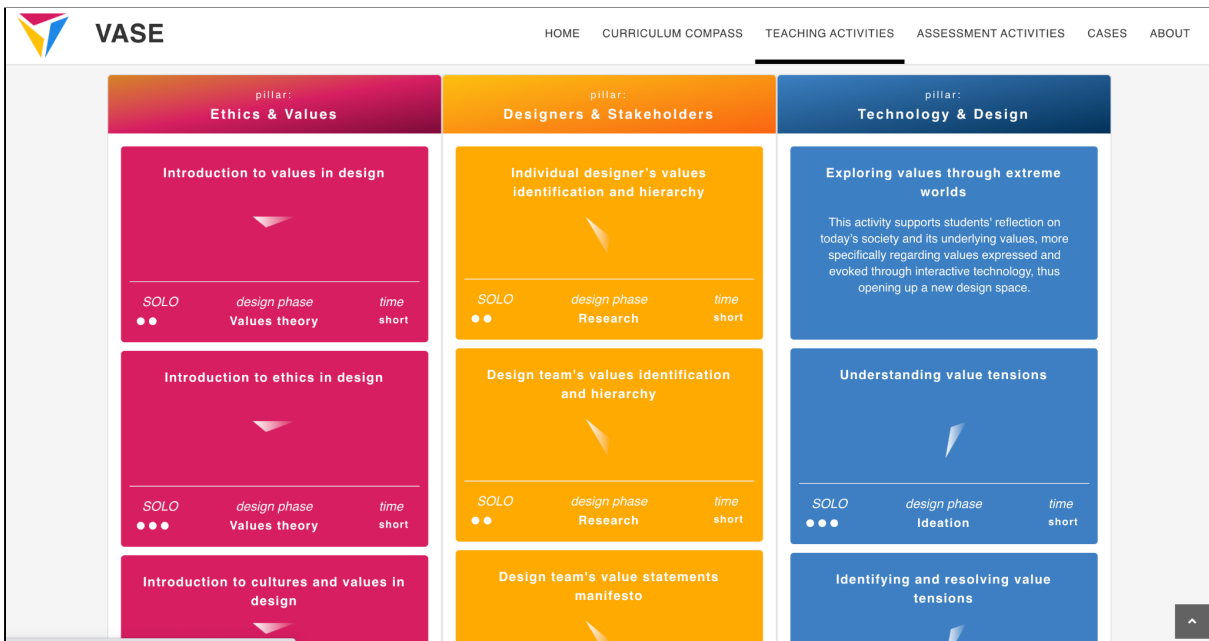 VASE
HOME CURRICULUM COMPASS TEACHING ACTIVITIES ASSESSMENT ACTIVITIES CASES ABOUT
pillar:
Ethics & Values
Introduction to values in design
SOLO design phase time
Values theory short
Introduction to ethics in design
SOLO design phase time
Values theory short
Introduction to cultures and values in
design
pillar:
Designers & Stakeholders
Individual designer's values
identification and hierarchy
SOLO design phase time
Research short
Design team's values identification
and hierarchy
SOLO design phase time
Research short
Design team's value statements
manifesto
pillar:
Technology & Design
Exploring values through extreme
worlds
This activity supports students' reflection on
today's society and its underlying values, more
specifically regarding values expressed and
evoked through interactive technology, thus
opening up a new design space.
Understanding value tensions
SOLO design phase time
Ideation short
Identifying and resolving value
tensions